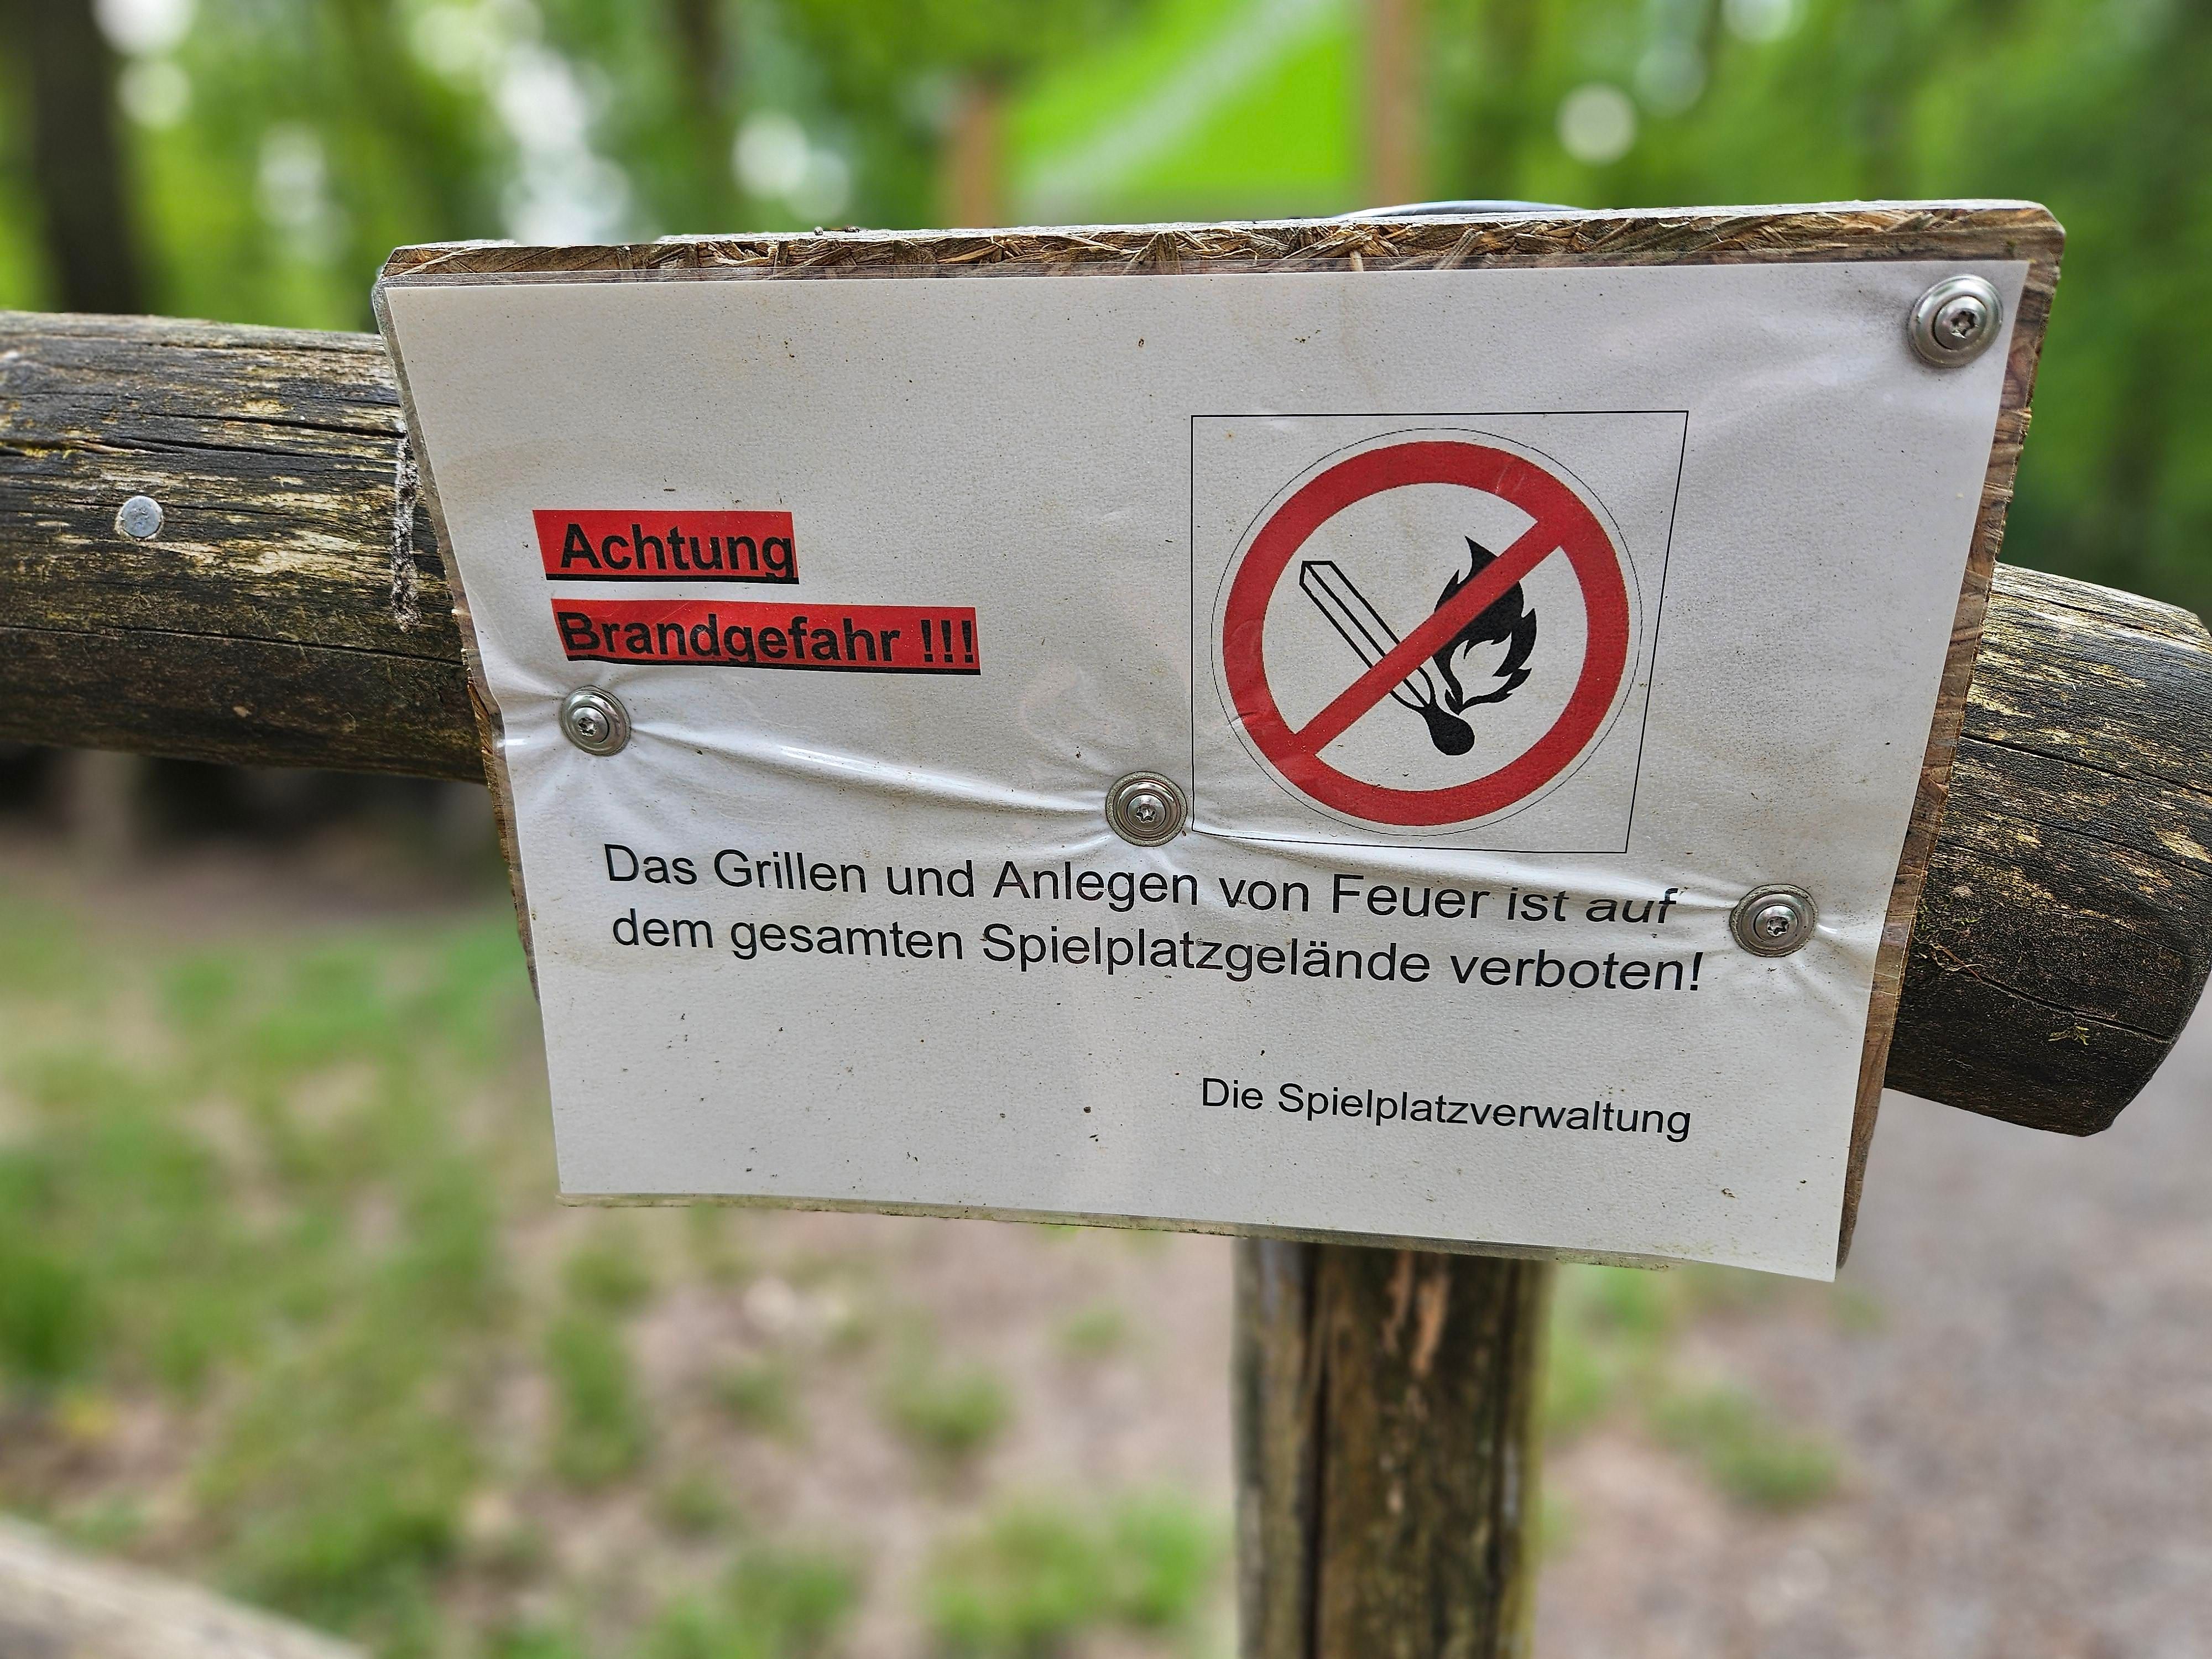 Achtung
Brandgefahr !!!
Das Grillen und Anlegen von Feuer ist auf
dem gesamten Spielplatzgelände verboten!
Die Spielplatzverwaltung